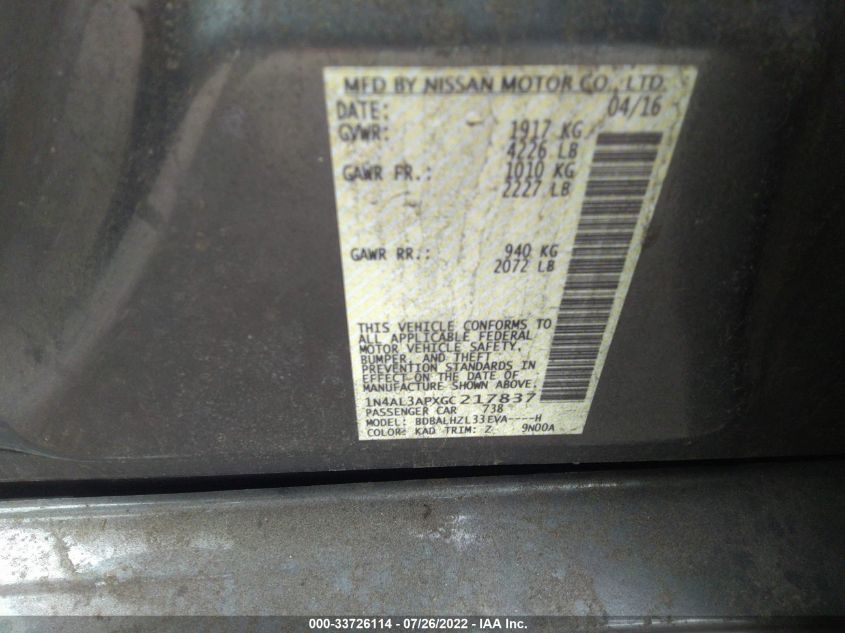 MFD BY NISSAN MOTOR CO., LTD.
DATE: 04/16
GVWR: 1917 KG
4226 LB
GAWR FR.: 1010 KG
2227 LB
GAWR RR.: 940 KG
2072 LB
THIS VEHICLE CONFORMS TO
ALL APPLICABLE FEDERAL
MOTOR VEHICLE SAFETY,
BUMPER, AND THEFT
PREVENTION STANDARDS IN
EFFECT ON THE DATE OF
MANUFACTURE SHOWN ABOVE.
1N4AL3APXGC217837
PASSENGER CAR 738
MODEL: BDBALHZL33EVA----H
COLOR: KAD TRIM: Z 9N00A
000-33726114 - 07/26/2022 - IAA Inc.